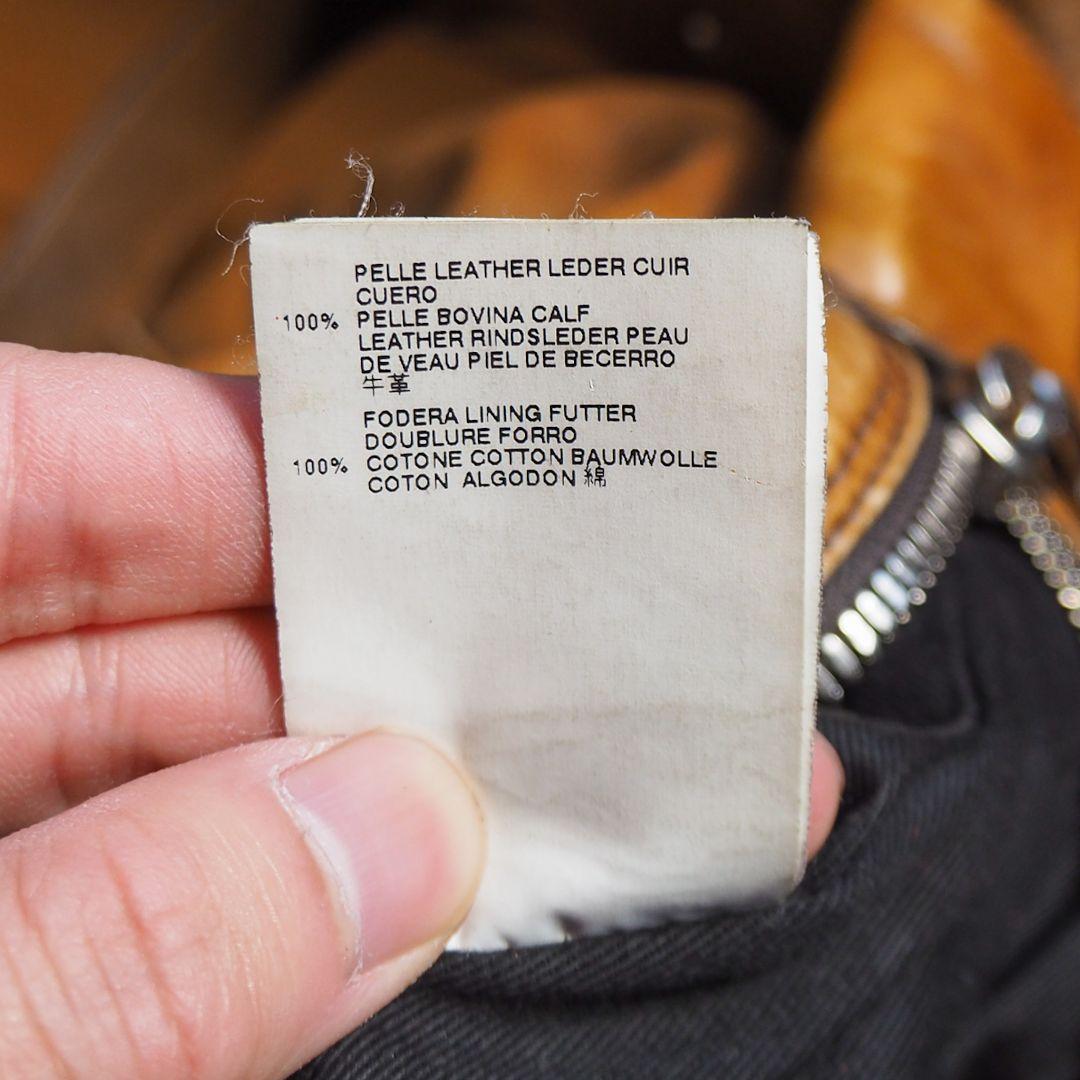 PELLE LEATHER LEDER CUIR
CUERO
100% PELLE BOVINA CALF
LEATHER RINDSLEDER PEAU
DE VEAU PIEL DE BECERRO
牛革
FODERA LINING FUTTER
DOUBLURE FORRO
100% COTONE COTTON BAUMWOLLE
COTON ALGODON 綿